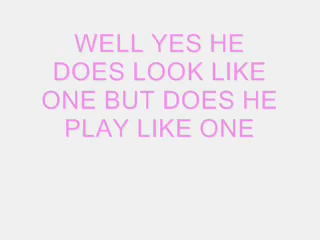 WELL YES HE
DOES LOOK LIKE
ONE BUT DOES HE
PLAY LIKE ONE